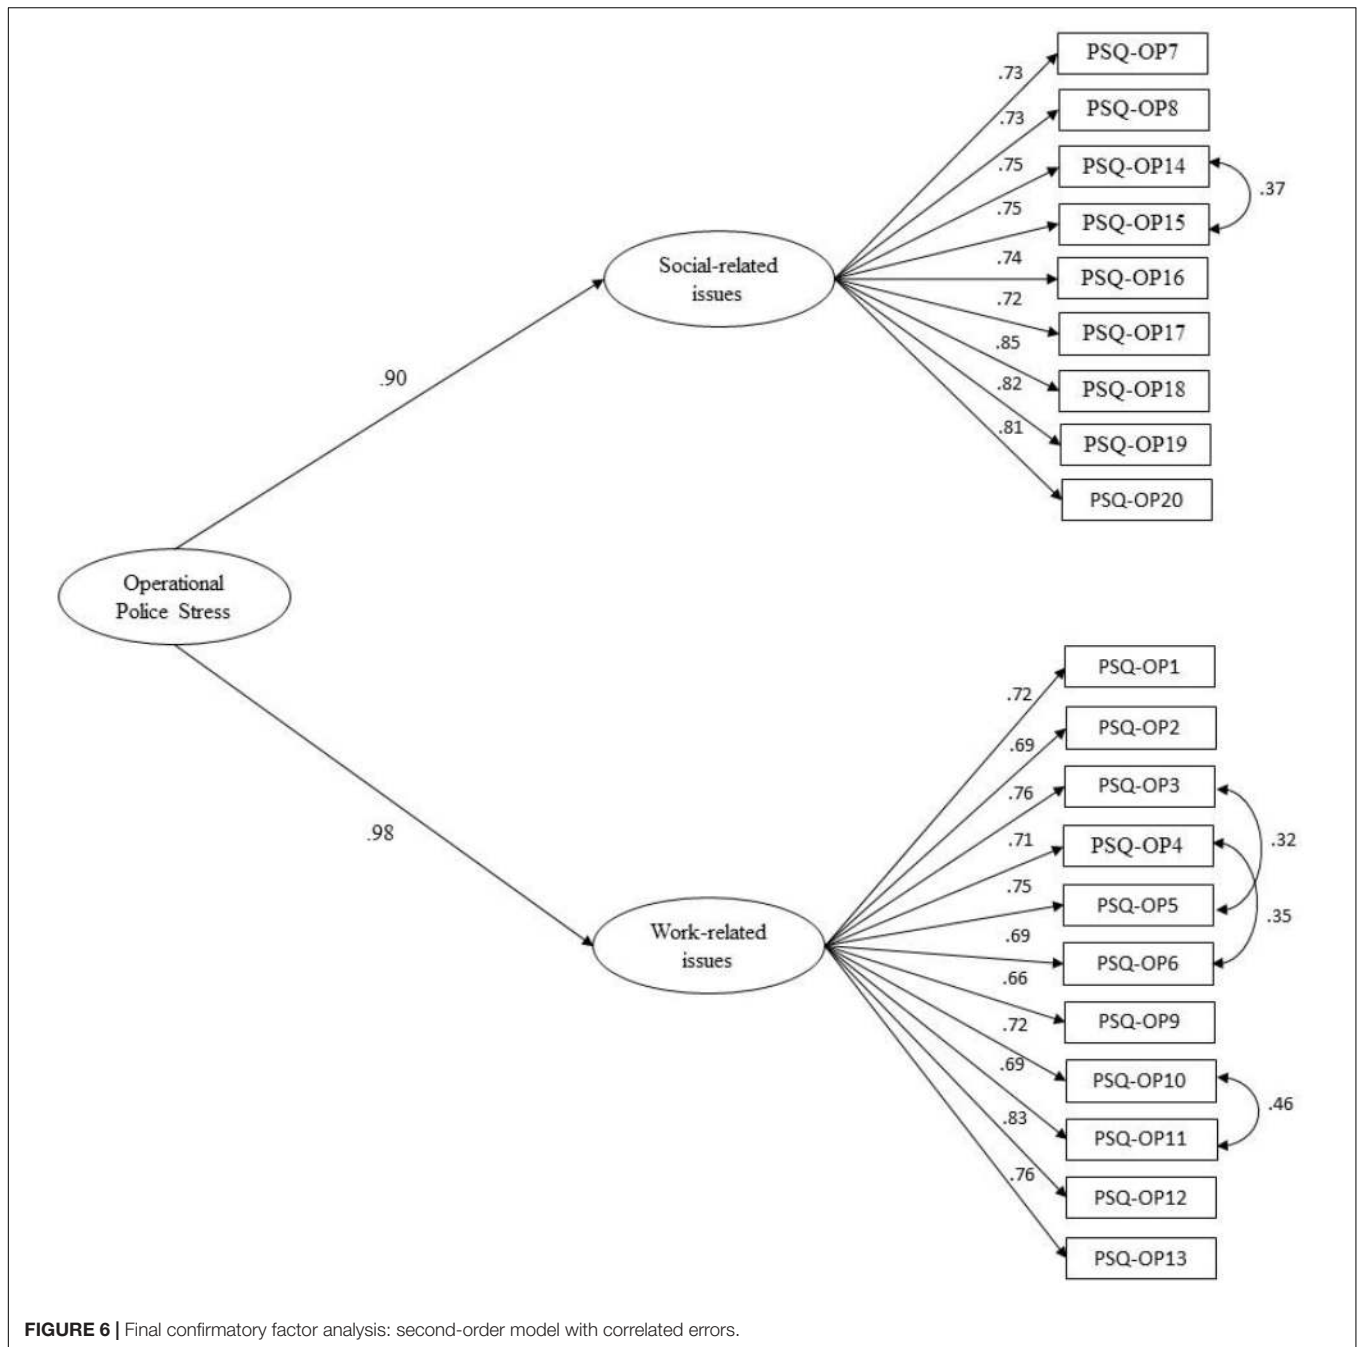 PSQ-OP7
.73
PSQ-OP8
.73
PSQ-OP14
.75
.37
PSQ-OP15
.75
Social-related
issues
.74
PSQ-OP16
.72
PSQ-OP17
.85
.90
PSQ-OP18
.82
.81
PSQ-OP19
PSQ-OP20
Operational
Police Stress
PSQ-OP1
.72
PSQ-OP2
.69
PSQ-OP3
.76
.98
.71
PSQ-OP4
.32
.75
PSQ-OP5
.35
Work-related
issues
.69
PSQ-OP6
.66
PSQ-OP9
.72
.69
PSQ-OP10
.46
.83
PSQ-OP11
.76
PSQ-OP12
PSQ-OP13
FIGURE 6 | Final confirmatory factor analysis: second-order model with correlated errors.